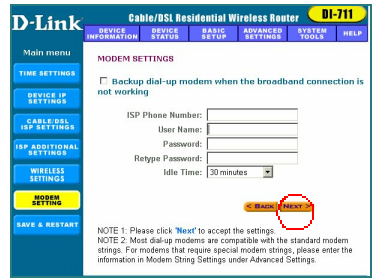 D-Link
Cable/DSL Residential Wireless Router
DI-711
DEVICE INFORMATION
DEVICE STATUS
BASIC SETUP
ADVANCED SETTINGS
SYSTEM TOOLS
HELP
Main menu
TIME SETTINGS
DEVICE IP SETTINGS
CABLE/DSL ISP SETTINGS
ISP ADDITIONAL SETTINGS
WIRELESS SETTINGS
MODEM SETTING
SAVE & RESTART
MODEM SETTINGS
Backup dial-up modem when the broadband connection is
not working
ISP Phone Number:
User Name:
Password:
Retype Password:
Idle Time: 30 minutes
< BACK NEXT >
NOTE 1: Please click 'Next' to accept the settings.
NOTE 2: Most dial-up modems are compatible with the standard modem
strings. For modems that require special modem strings, please enter the
information in Modem String Settings under Advanced Settings.